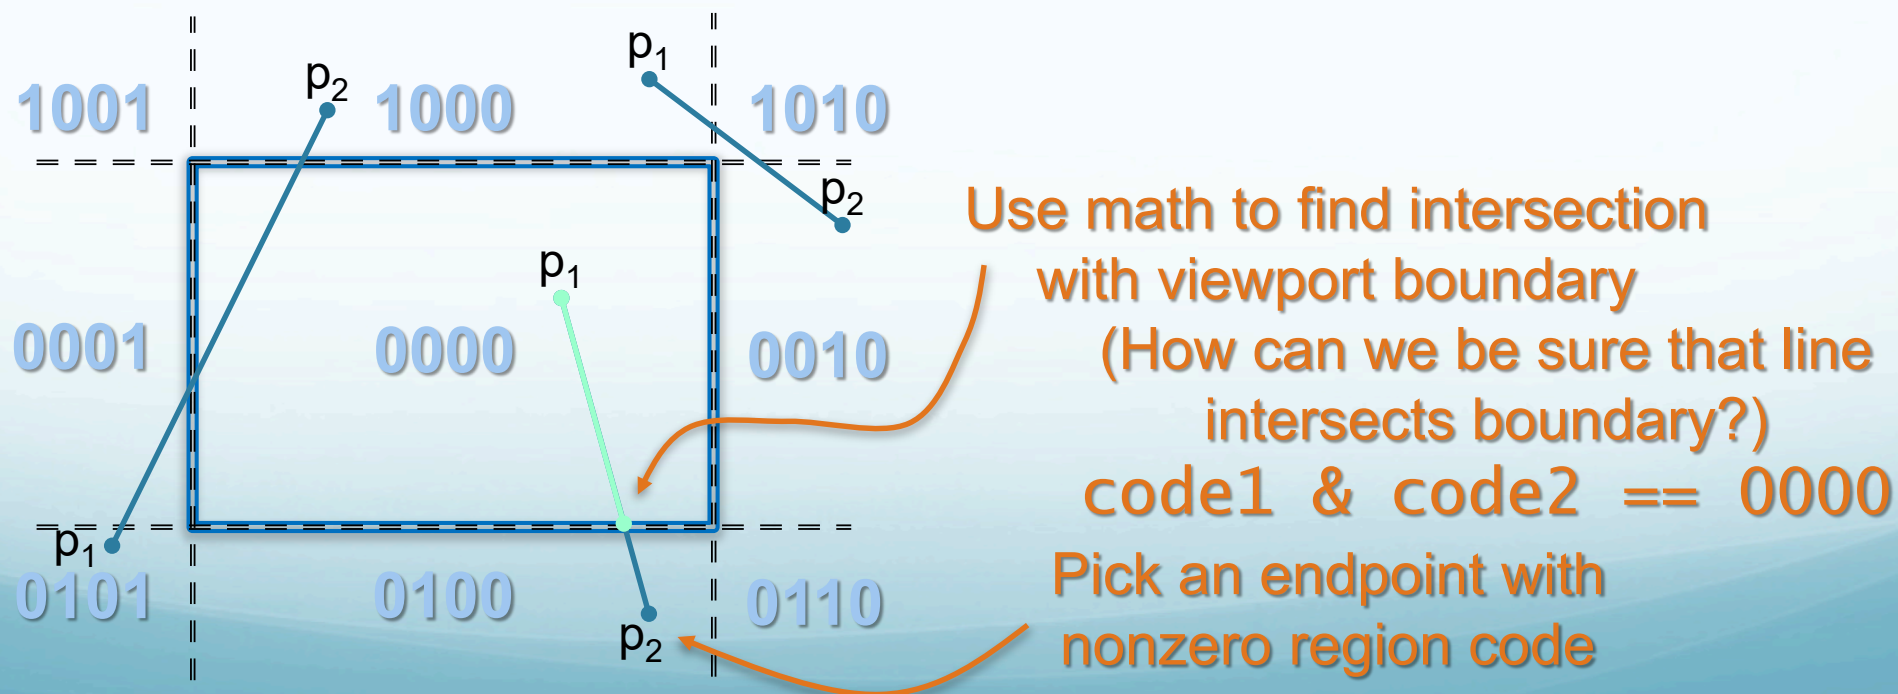 p1
p2
1001
1000
1010
p2
p1
0001
0000
0010
p1
0101
0100
0110
p2
Use math to find intersection
with viewport boundary
(How can we be sure that line
intersects boundary?)
code1 & code2 == 0000
Pick an endpoint with
nonzero region code